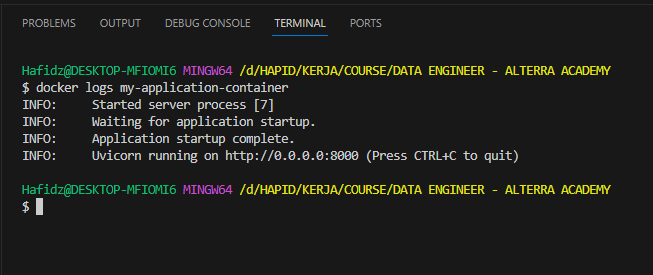 PROBLEMS OUTPUT DEBUG CONSOLE TERMINAL PORTS
Hafidz@DESKTOP-MFIOMI6 MINGW64 /d/HAPID/KERJA/COURSE/DATA ENGINEER - ALTERRA ACADEMY
$ docker logs my-application-container
INFO:     Started server process [7]
INFO:     Waiting for application startup.
INFO:     Application startup complete.
INFO:     Uvicorn running on http://0.0.0.0:8000 (Press CTRL+C to quit)
Hafidz@DESKTOP-MFIOMI6 MINGW64 /d/HAPID/KERJA/COURSE/DATA ENGINEER - ALTERRA ACADEMY
$